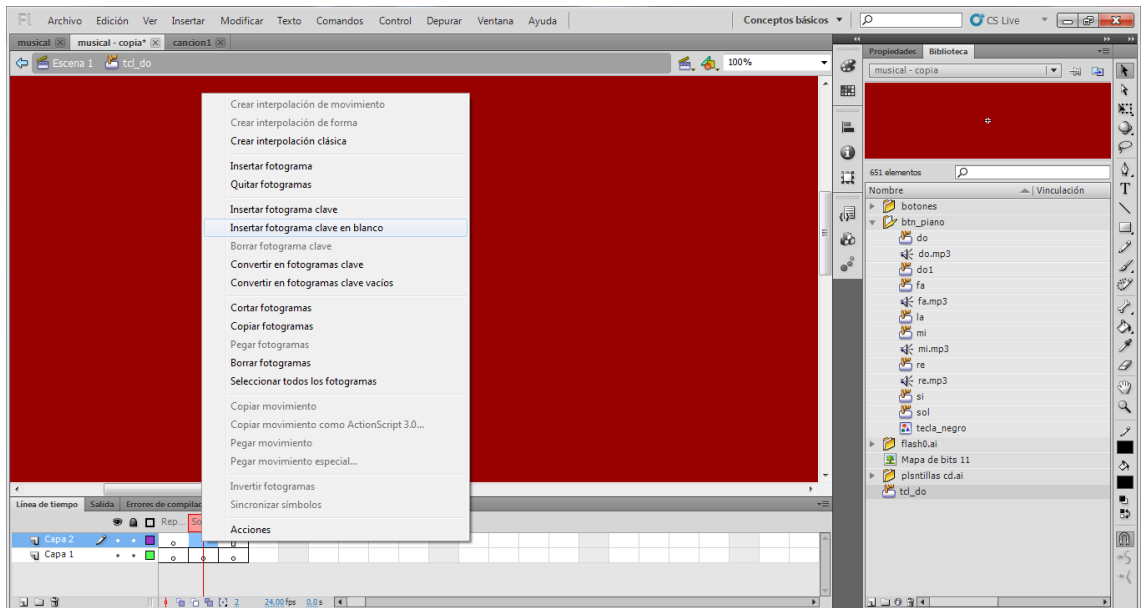 Fl Archivo Edición Ver Insertar Modificar Texto Comandos Control Depurar Ventana Ayuda Conceptos básicos CS Live
musical musical - copia* cancion1
Escena 1 tcl_do 100%
Crear interpolación de movimiento
Crear interpolación de forma
Crear interpolación clásica
Insertar fotograma
Quitar fotogramas
Insertar fotograma clave
Insertar fotograma clave en blanco
Borrar fotograma clave
Convertir en fotogramas clave
Convertir en fotogramas clave vacíos
Cortar fotogramas
Copiar fotogramas
Pegar fotogramas
Borrar fotogramas
Seleccionar todos los fotogramas
Copiar movimiento
Copiar movimiento como ActionScript 3.0...
Pegar movimiento
Pegar movimiento especial...
Invertir fotogramas
Sincronizar símbolos
Acciones
Línea de tiempo Salida Errores de compilac
Rep... So
Capa 2
Capa 1
2 24,00 fps 0,0 s
Propiedades Biblioteca
musical - copia
651 elementos
Nombre Vinculación
botones
btn_piano
do
do.mp3
do1
fa
fa.mp3
la
mi
mi.mp3
re
re.mp3
si
sol
tecla_negro
flash0.ai
Mapa de bits 11
plsntillas cd.ai
tcl_do